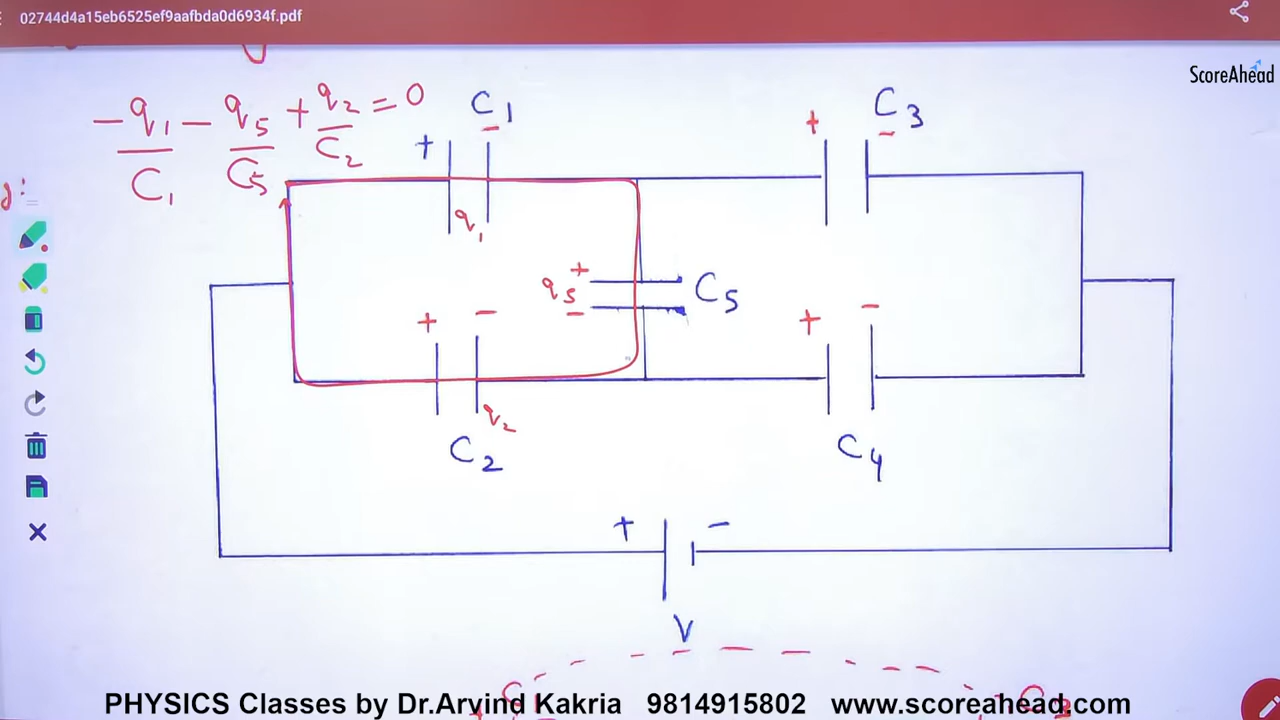 02744d4a15eb6525ef9aafbda0d6934f.pdf
ScoreAhead
-q1/C1 - q5/C5 + q2/C2 = 0
C1
+ -
C3
+ -
q1
q5
+
-
C5
+ -
+ -
q2
C2
C4
+ -
V
PHYSICS Classes by Dr.Arvind Kakria 9814915802 www.scoreahead.com